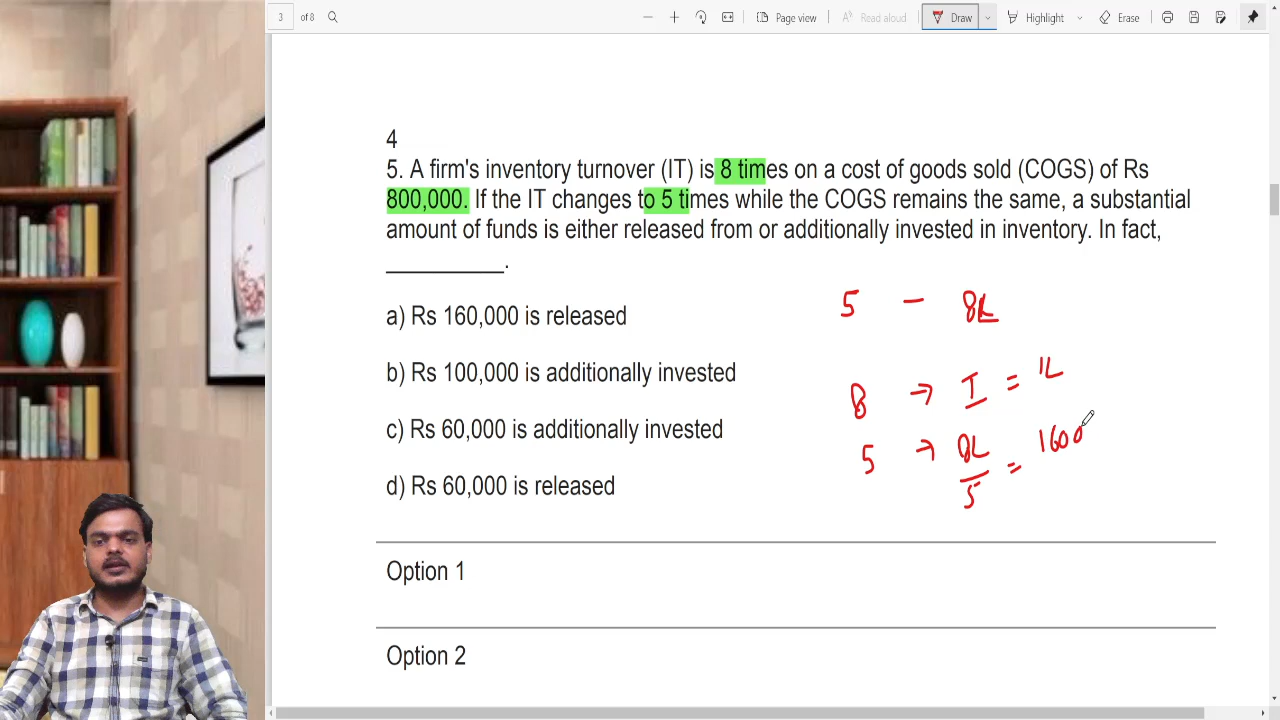 3 of 8 Page view Read aloud Draw Highlight Erase
4
5. A firm's inventory turnover (IT) is 8 times on a cost of goods sold (COGS) of Rs
800,000. If the IT changes to 5 times while the COGS remains the same, a substantial
amount of funds is either released from or additionally invested in inventory. In fact,
__________.
a) Rs 160,000 is released
b) Rs 100,000 is additionally invested
c) Rs 60,000 is additionally invested
d) Rs 60,000 is released
5 - 8L
8 → I = 1L
5 → 8L/5 = 1600
Option 1
Option 2